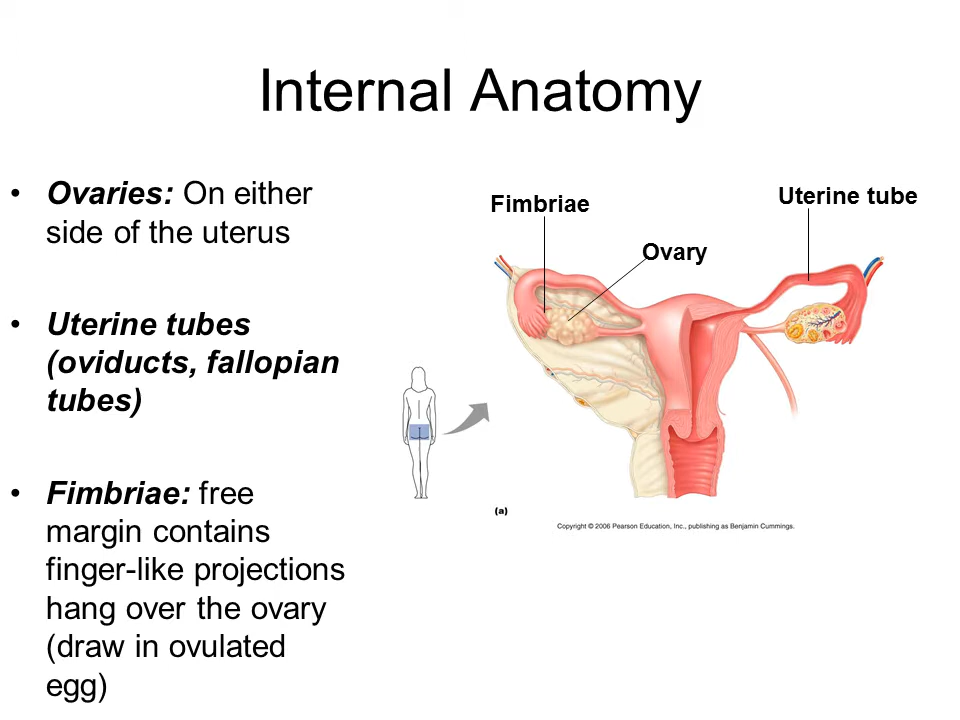 Internal Anatomy
• Ovaries: On either
side of the uterus
• Uterine tubes
(oviducts, fallopian
tubes)
• Fimbriae: free
margin contains
finger-like projections
hang over the ovary
(draw in ovulated
egg)
Fimbriae
Uterine tube
Ovary
(a)
Copyright © 2006 Pearson Education, Inc., publishing as Benjamin Cummings.